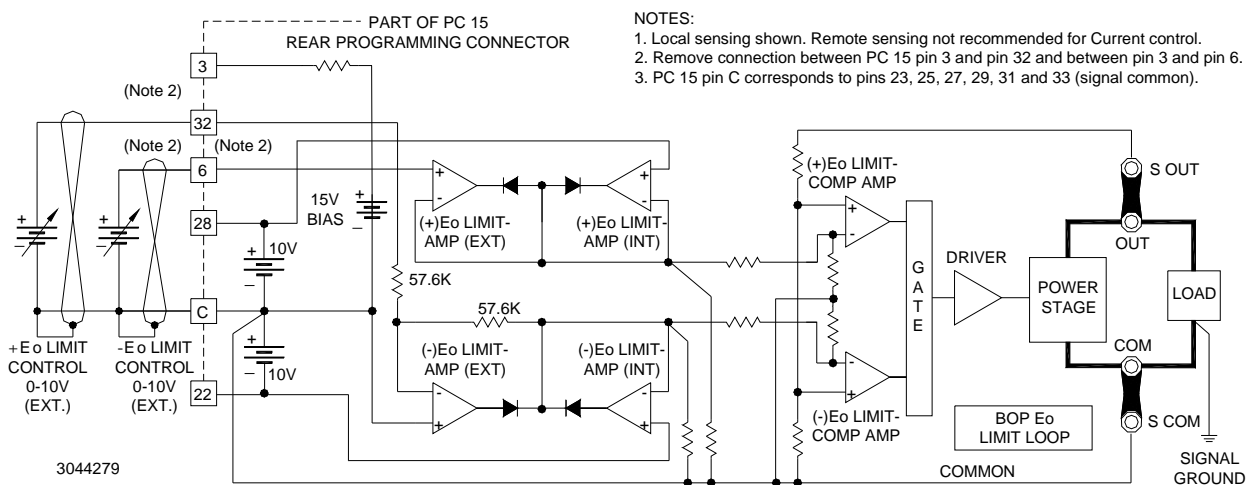 PART OF PC 15
REAR PROGRAMMING CONNECTOR
NOTES:
1. Local sensing shown. Remote sensing not recommended for Current control.
2. Remove connection between PC 15 pin 3 and pin 32 and between pin 3 and pin 6.
3. PC 15 pin C corresponds to pins 23, 25, 27, 29, 31 and 33 (signal common).
3
(Note 2)
32
(Note 2)
(Note 2)
6
28
C
22
+
–
+
–
+Eo LIMIT
CONTROL
0-10V
(EXT.)
-Eo LIMIT
CONTROL
0-10V
(EXT.)
+
10V
–
+
10V
–
15V
BIAS
+
–
57.6K
57.6K
+
-
(+)Eo LIMIT-
AMP (EXT)
+
-
(+)Eo LIMIT-
AMP (INT)
(-)Eo LIMIT-
AMP (EXT)
-
+
(-)Eo LIMIT-
AMP (INT)
-
+
(+)Eo LIMIT-
COMP AMP
+
-
-
+
(-)Eo LIMIT-
COMP AMP
G
A
T
E
DRIVER
POWER
STAGE
S OUT
OUT
LOAD
COM
S COM
BOP Eo
LIMIT LOOP
SIGNAL
GROUND
COMMON
3044279